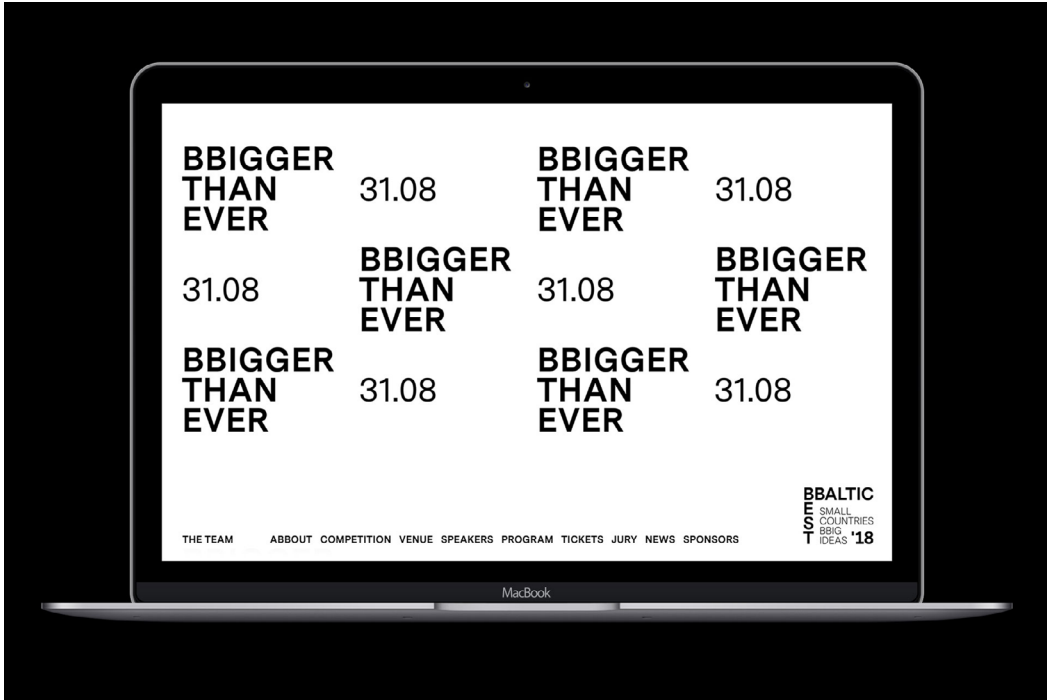 BBIGGER
THAN
EVER
31.08
BBIGGER
THAN
EVER
31.08
31.08
BBIGGER
THAN
EVER
31.08
BBIGGER
THAN
EVER
BBIGGER
THAN
EVER
31.08
BBIGGER
THAN
EVER
31.08
BBALTIC
E SMALL
S COUNTRIES
BBIG
T IDEAS '18
THE TEAM ABBOUT COMPETITION VENUE SPEAKERS PROGRAM TICKETS JURY NEWS SPONSORS
MacBook